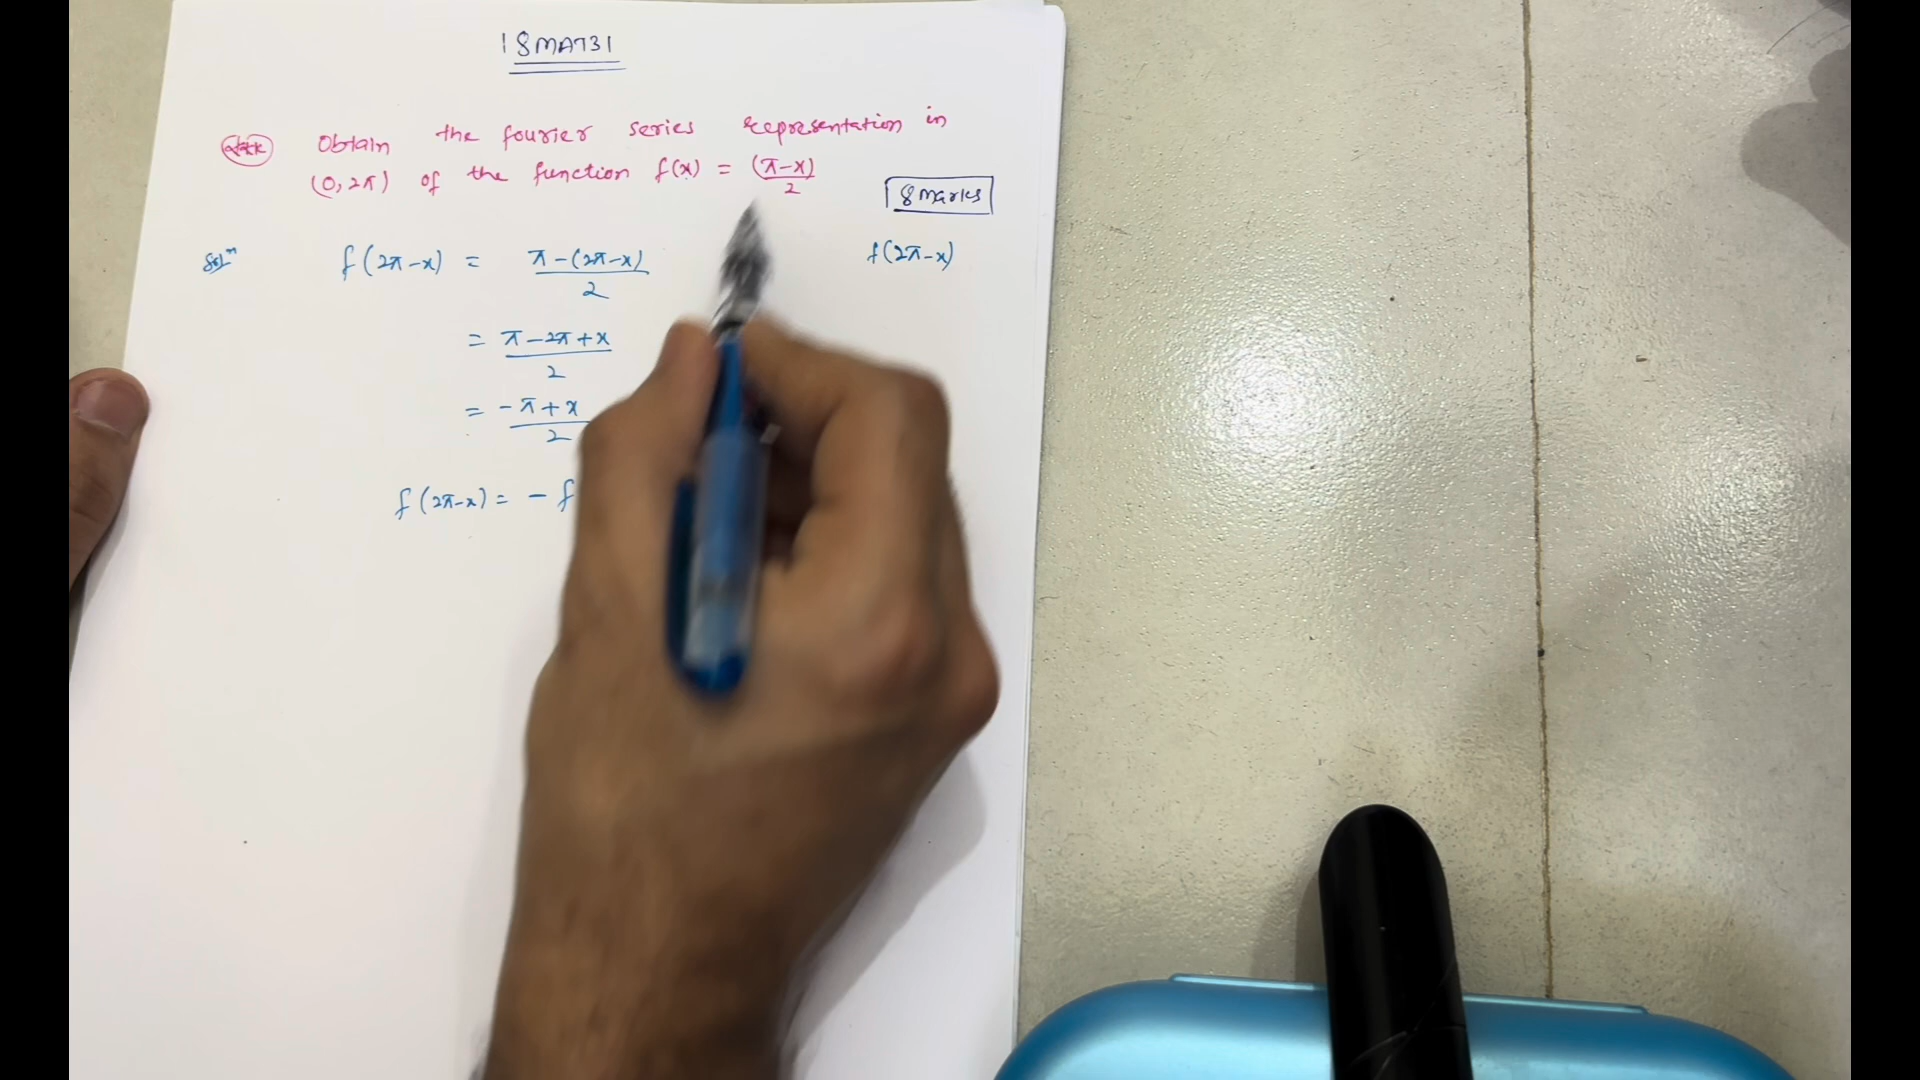 18MAT31
Obtain the fourier series representation in
(0, 2π) of the function f(x) = (π-x)/2
8 Marks
Solⁿ f(2π-x) = π-(2π-x)/2
f(2π-x)
= π-2π+x/2
= -π+x/2
f(2π-x) = - f